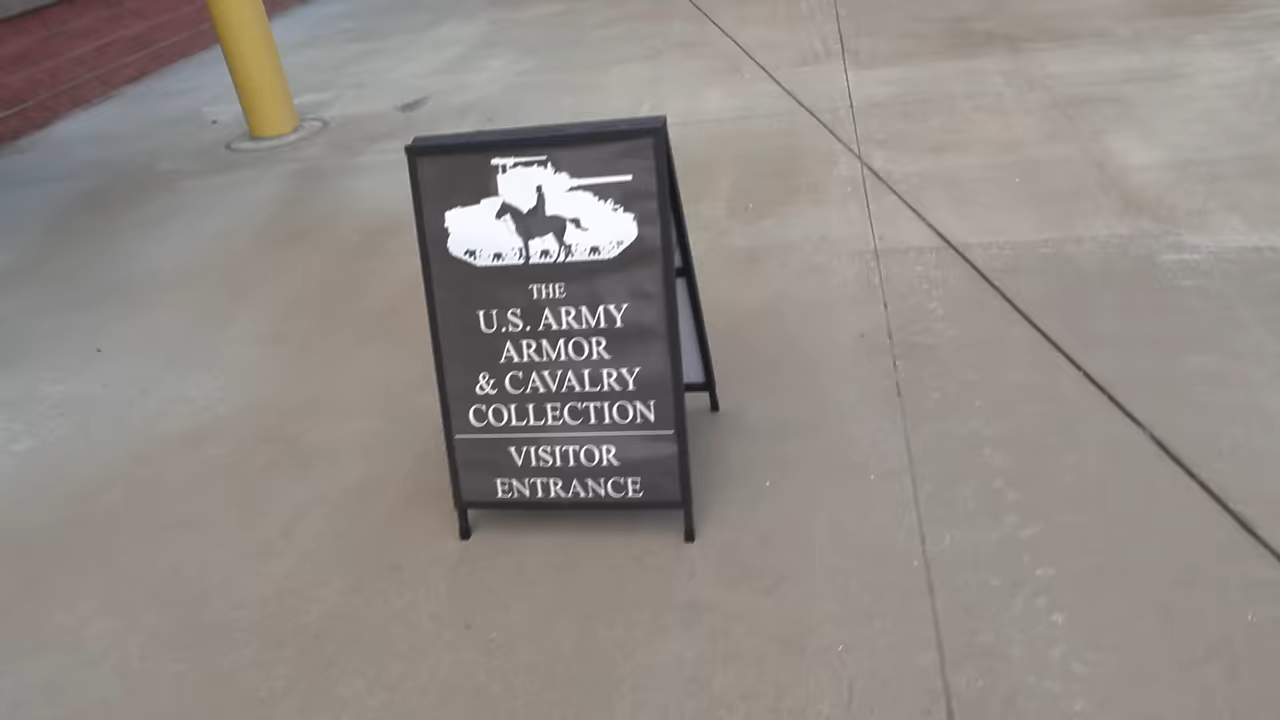 THE
U.S. ARMY
ARMOR
& CAVALRY
COLLECTION
VISITOR
ENTRANCE